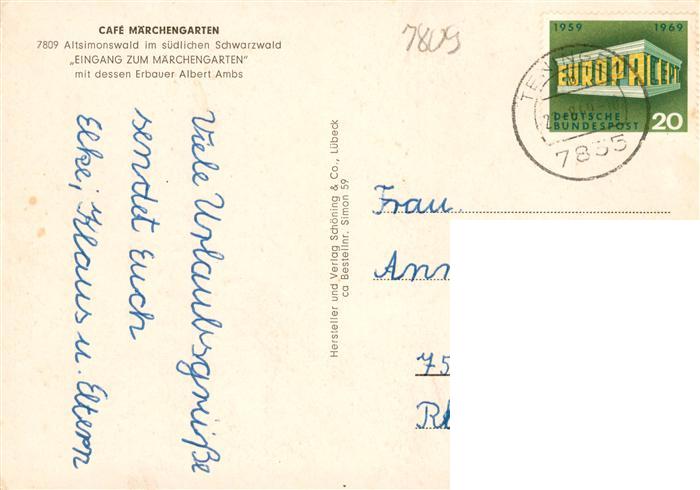 CAFÉ MÄRCHENGARTEN
7809 Altsimonswald im südlichen Schwarzwald
„EINGANG ZUM MÄRCHENGARTEN"
mit dessen Erbauer Albert Ambs
Viele Urlaubsgrüße
sendet Euch
Elke, Klaus u. Eltern
Hersteller und Verlag Schöning & Co., Lübeck
ca Bestellnr. Simon 59
7809
1959 1969
EUROPA CEPT
DEUTSCHE
BUNDESPOST 20
7835
Frau
Ann
75